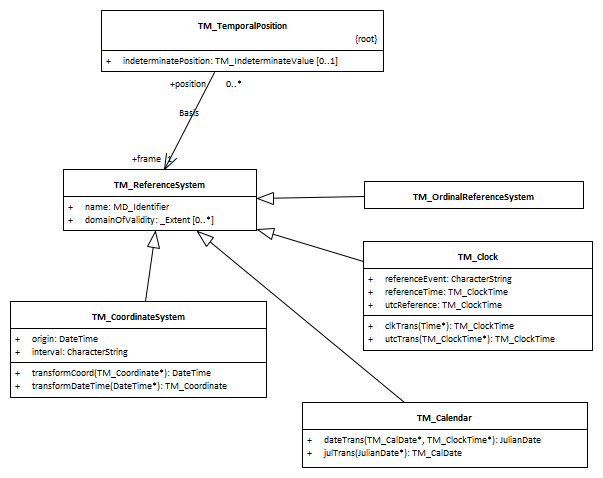 TM_TemporalPosition
{root}
+ indeterminatePosition: TM_IndeterminateValue [0..1]
+position 0..*
Basis
+frame 1
TM_ReferenceSystem
+ name: MD_Identifier
+ domainOfValidity: _Extent [0..*]
TM_OrdinalReferenceSystem
TM_Clock
+ referenceEvent: CharacterString
+ referenceTime: TM_ClockTime
+ utcReference: TM_ClockTime
+ clkTrans(Time*): TM_ClockTime
+ utcTrans(TM_ClockTime*): TM_ClockTime
TM_CoordinateSystem
+ origin: DateTime
+ interval: CharacterString
+ transformCoord(TM_Coordinate*): DateTime
+ transformDateTime(DateTime*): TM_Coordinate
TM_Calendar
+ dateTrans(TM_CalDate*, TM_ClockTime*): JulianDate
+ julTrans(JulianDate*): TM_CalDate